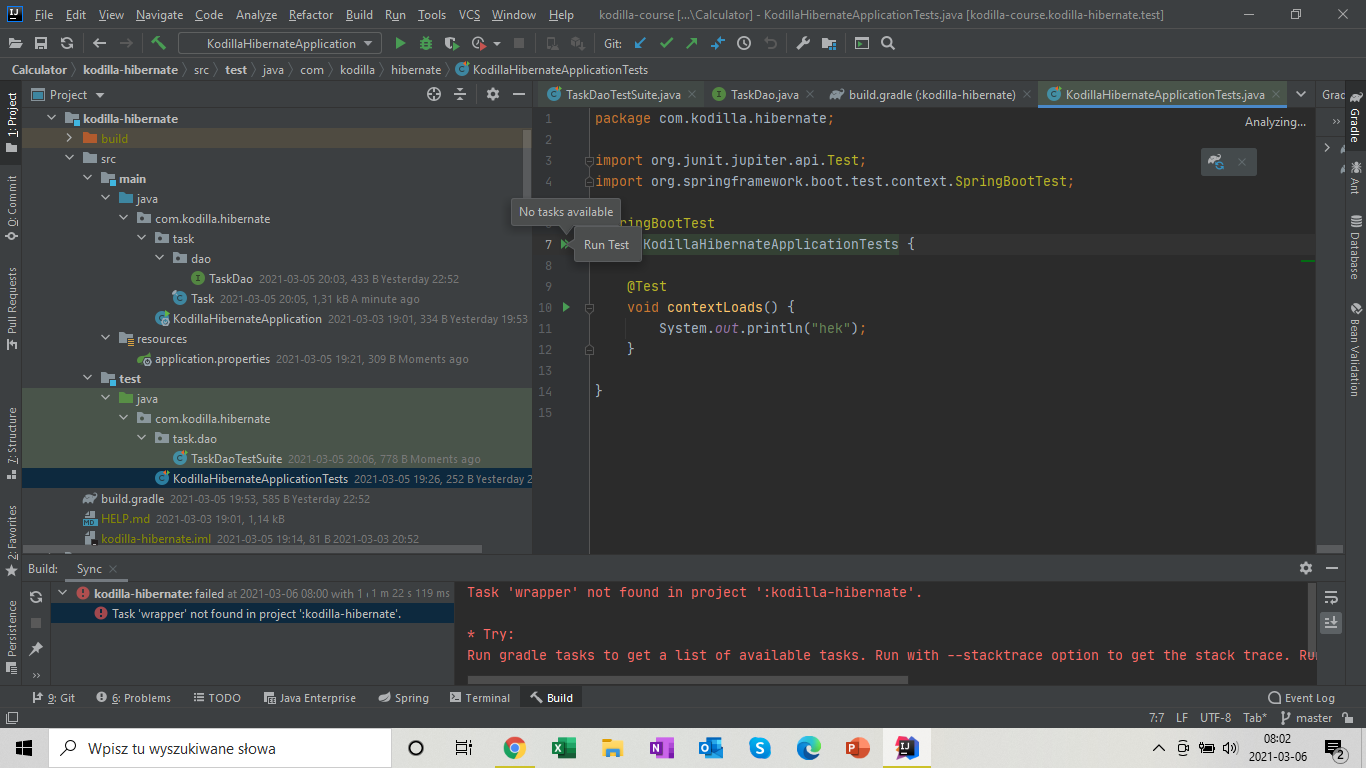 File Edit View Navigate Code Analyze Refactor Build Run Tools VCS Window Help kodilla-course [...\Calculator] - KodillaHibernateApplicationTests.java [kodilla-course.kodilla-hibernate.test]
KodillaHibernateApplication Git:
Calculator kodilla-hibernate src test java com kodilla hibernate KodillaHibernateApplicationTests
Project
TaskDaoTestSuite.java TaskDao.java build.gradle (:kodilla-hibernate) KodillaHibernateApplicationTests.java Grad
1: Project
Commit
Pull Requests
7: Structure
2: Favorites
Persistence
kodilla-hibernate
build
src
main
java
com.kodilla.hibernate
task
dao
TaskDao 2021-03-05 20:03, 433 B Yesterday 22:52
Task 2021-03-05 20:05, 1,31 kB A minute ago
KodillaHibernateApplication 2021-03-03 19:01, 334 B Yesterday 19:53
resources
application.properties 2021-03-05 19:21, 309 B Moments ago
test
java
com.kodilla.hibernate
task.dao
TaskDaoTestSuite 2021-03-05 20:06, 778 B Moments ago
KodillaHibernateApplicationTests 2021-03-05 19:26, 252 B Yesterday 2
build.gradle 2021-03-05 19:53, 585 B Yesterday 22:52
HELP.md 2021-03-03 19:01, 1,14 kB
kodilla-hibernate.iml 2021-03-05 19:14, 81 B 2021-03-03 20:52
1 package com.kodilla.hibernate;
Analyzing...
2
3 import org.junit.jupiter.api.Test;
4 import org.springframework.boot.test.context.SpringBootTest;
No tasks available
ingBootTest
7 KodillaHibernateApplicationTests {
Run Test
8
9 @Test
10 void contextLoads() {
11 System.out.println("hek");
12 }
13
14 }
15
Gradle
Ant
Database
Bean Validation
Build: Sync
kodilla-hibernate: failed at 2021-03-06 08:00 with 1 1 m 22 s 119 ms
Task 'wrapper' not found in project ':kodilla-hibernate'.
Task 'wrapper' not found in project ':kodilla-hibernate'.
* Try:
Run gradle tasks to get a list of available tasks. Run with --stacktrace option to get the stack trace. Ru
9: Git 6: Problems TODO Java Enterprise Spring Terminal Build Event Log
7:7 LF UTF-8 Tab* master
Wpisz tu wyszukiwane słowa
08:02
2021-03-06
2